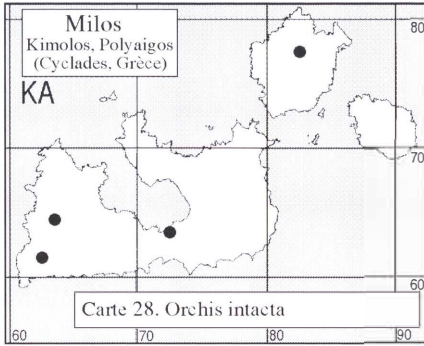 Milos
Kimolos, Polyaigos
(Cyclades, Grèce)
KA
80
70
60
Carte 28. Orchis intacta
60
70
80
90